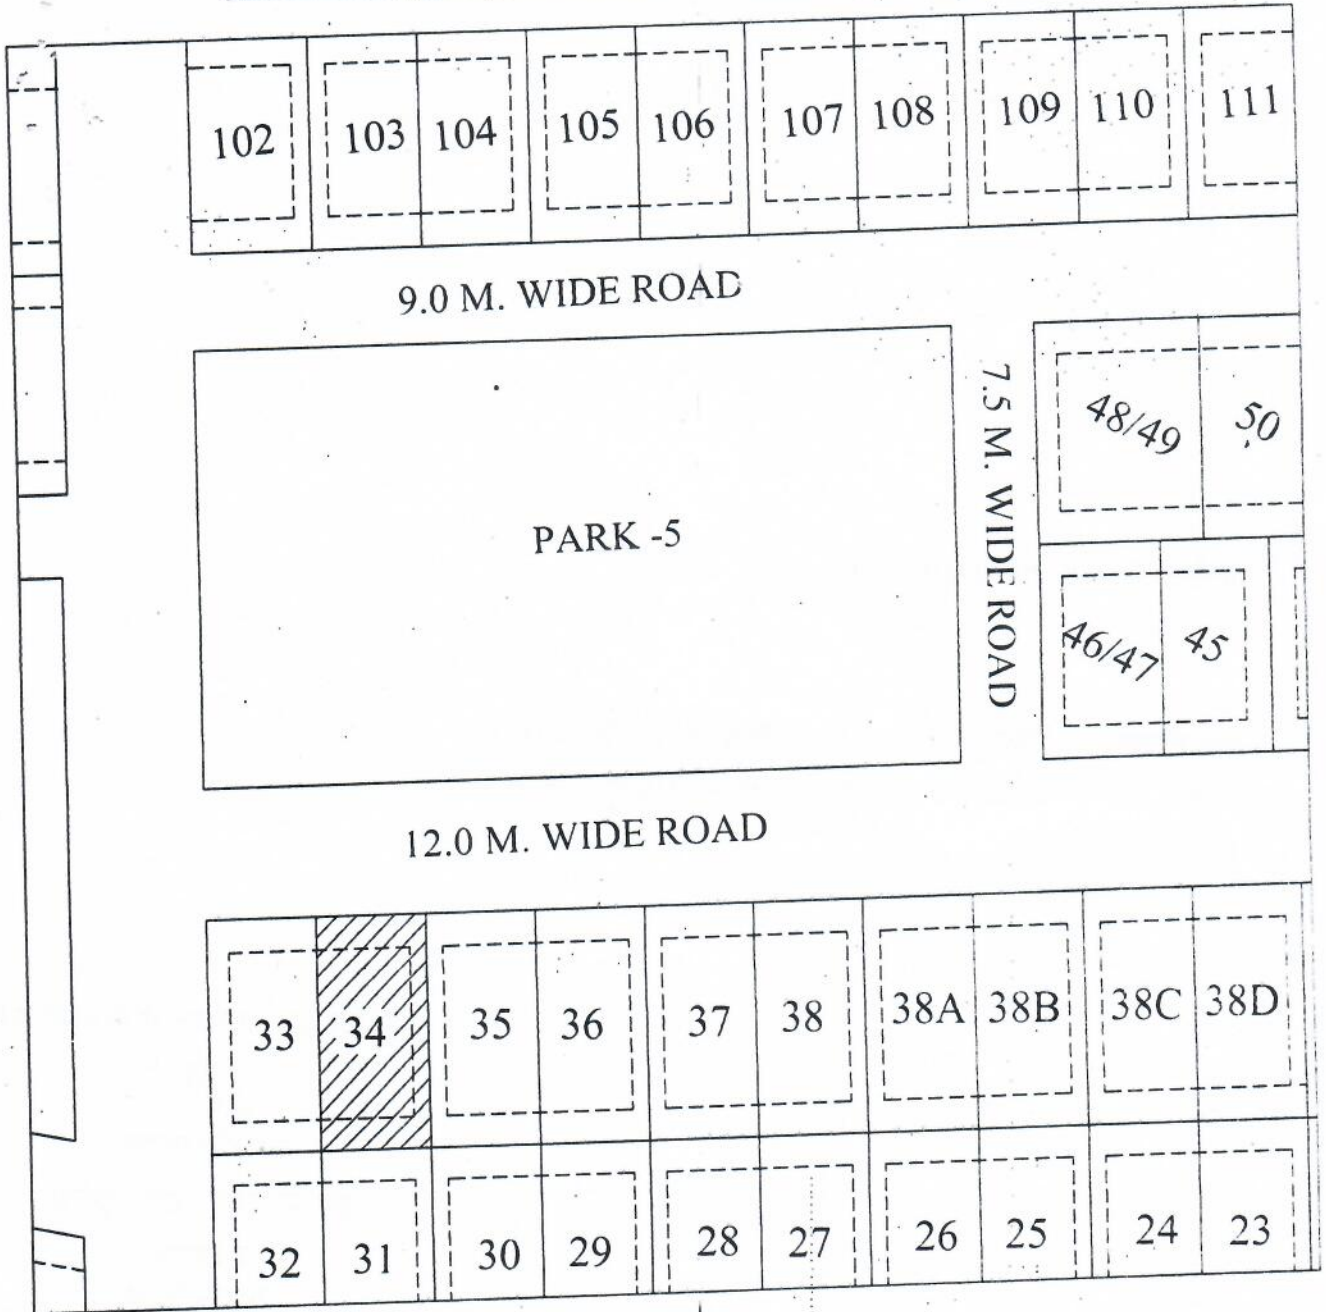 102 103 104 105 106 107 108 109 110 111
9.0 M. WIDE ROAD
7.5 M. WIDE ROAD
48/49 50
PARK -5
46/47 45
12.0 M. WIDE ROAD
33 34 35 36 37 38 38A 38B 38C 38D
32 31 30 29 28 27 26 25 24 23